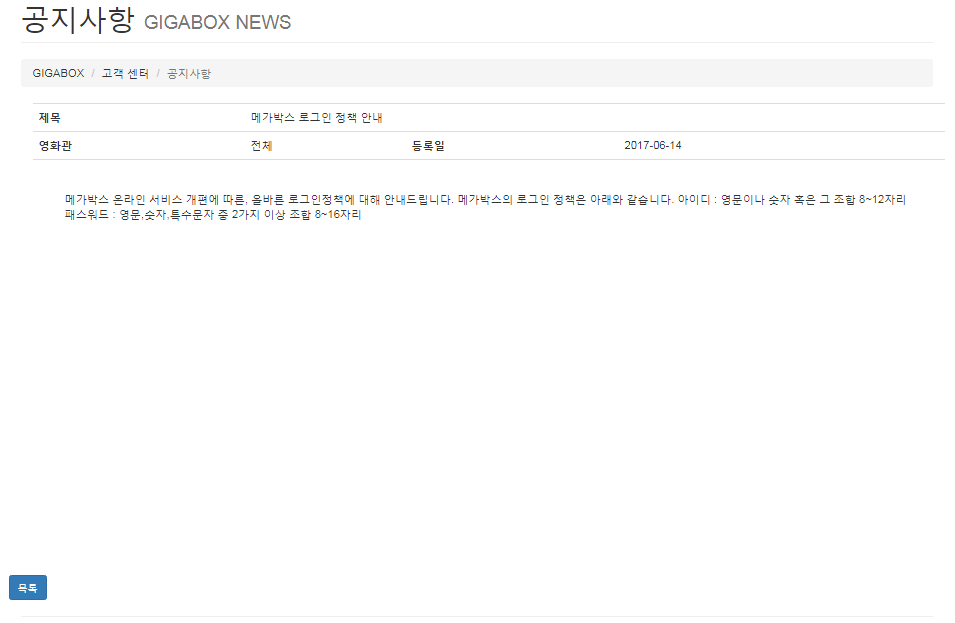 공지사항 GIGABOX NEWS
GIGABOX / 고객 센터 / 공지사항
제목 메가박스 로그인 정책 안내
영화관 전체 등록일 2017-06-14
메가박스 온라인 서비스 개편에 따른, 올바른 로그인정책에 대해 안내드립니다. 메가박스의 로그인 정책은 아래와 같습니다. 아이디 : 영문이나 숫자 혹은 그 조합 8~12자리
패스워드 : 영문,숫자,특수문자 중 2가지 이상 조합 8~16자리
목록